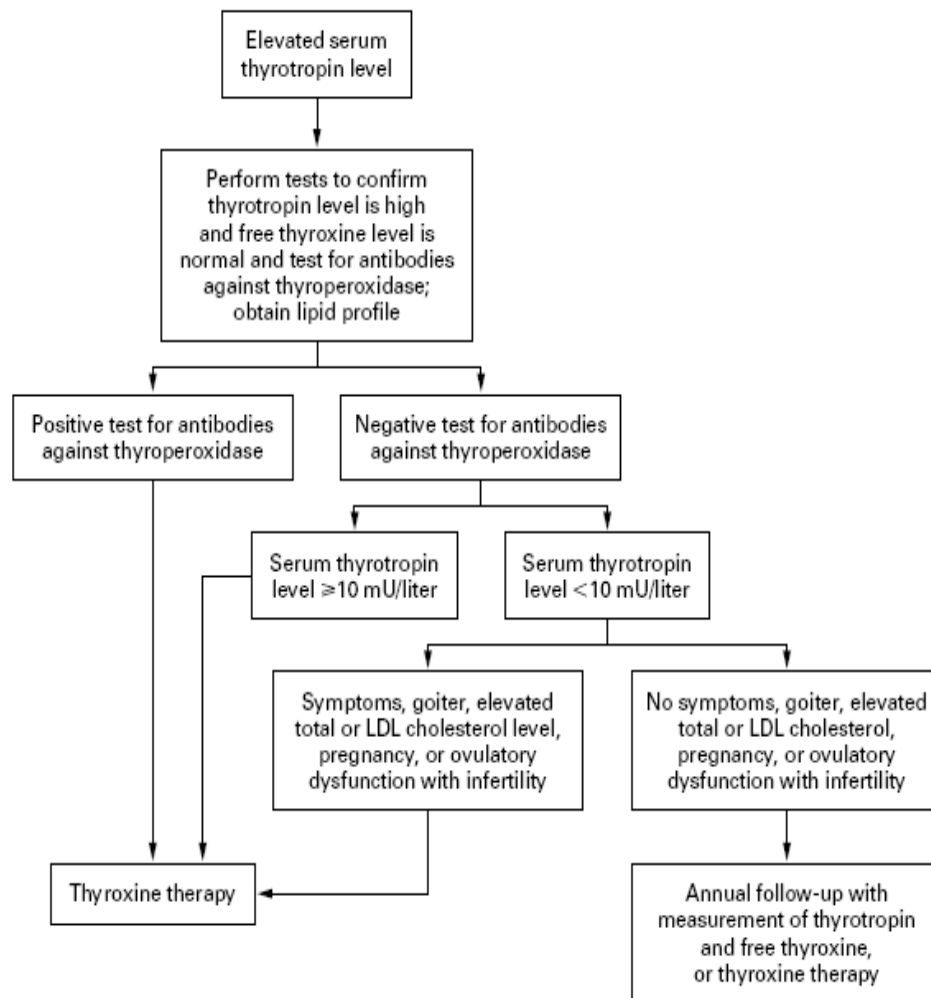 Elevated serum
thyrotropin level
Perform tests to confirm
thyrotropin level is high
and free thyroxine level is
normal and test for antibodies
against thyroperoxidase;
obtain lipid profile
Positive test for antibodies
against thyroperoxidase
Negative test for antibodies
against thyroperoxidase
Serum thyrotropin
level ≥10 mU/liter
Serum thyrotropin
level <10 mU/liter
Symptoms, goiter, elevated
total or LDL cholesterol level,
pregnancy, or ovulatory
dysfunction with infertility
No symptoms, goiter, elevated
total or LDL cholesterol,
pregnancy, or ovulatory
dysfunction with infertility
Thyroxine therapy
Annual follow-up with
measurement of thyrotropin
and free thyroxine,
or thyroxine therapy